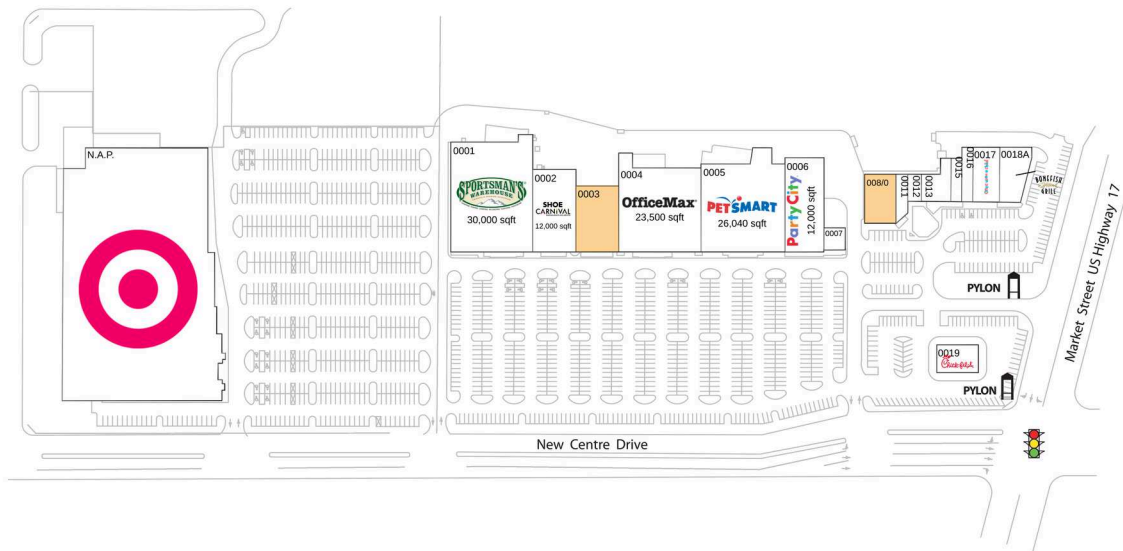 N.A.P.
0001
SPORTSMAN'S
WAREHOUSE
30,000 sqft
0002
SHOE
CARNIVAL
12,000 sqft
0003
0004
OfficeMax
23,500 sqft
0005
PETSMART
26,040 sqft
0006
Party City
12,000 sqft
0007
008/0
0011
0012
0013
0015
0016
0017
0018A
BONEFISH
GRILL
PYLON
0019
Chick-fil-A
PYLON
New Centre Drive
Market Street US Highway 17